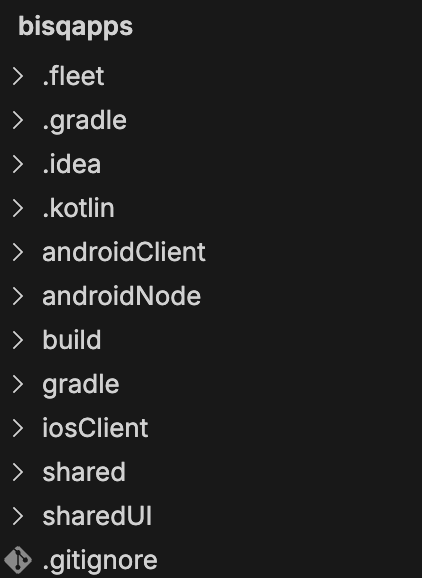 bisqapps
.fleet
.gradle
.idea
.kotlin
androidClient
androidNode
build
gradle
iosClient
shared
sharedUI
.gitignore